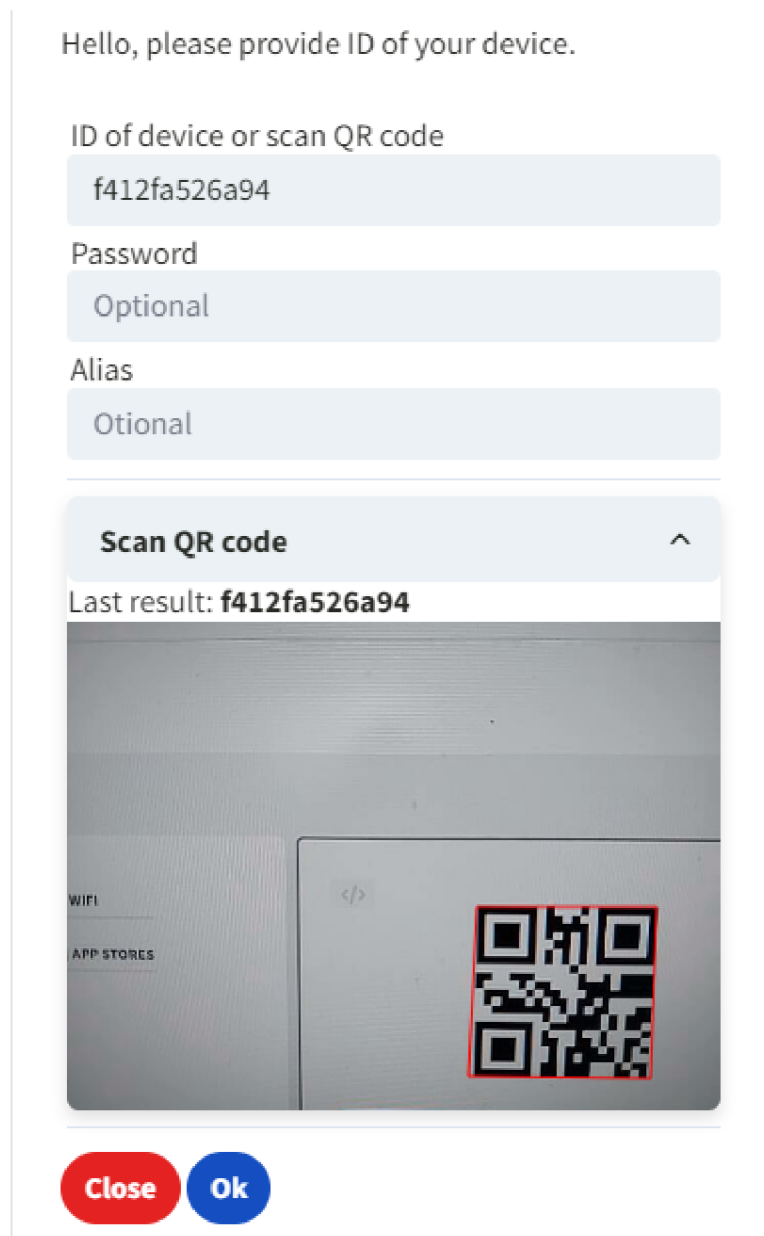 Hello, please provide ID of your device.
ID of device or scan QR code
f412fa526a94
Password
Optional
Alias
Otional
Scan QR code
Last result: f412fa526a94
WIFI
</>
APP STORES
Close
Ok